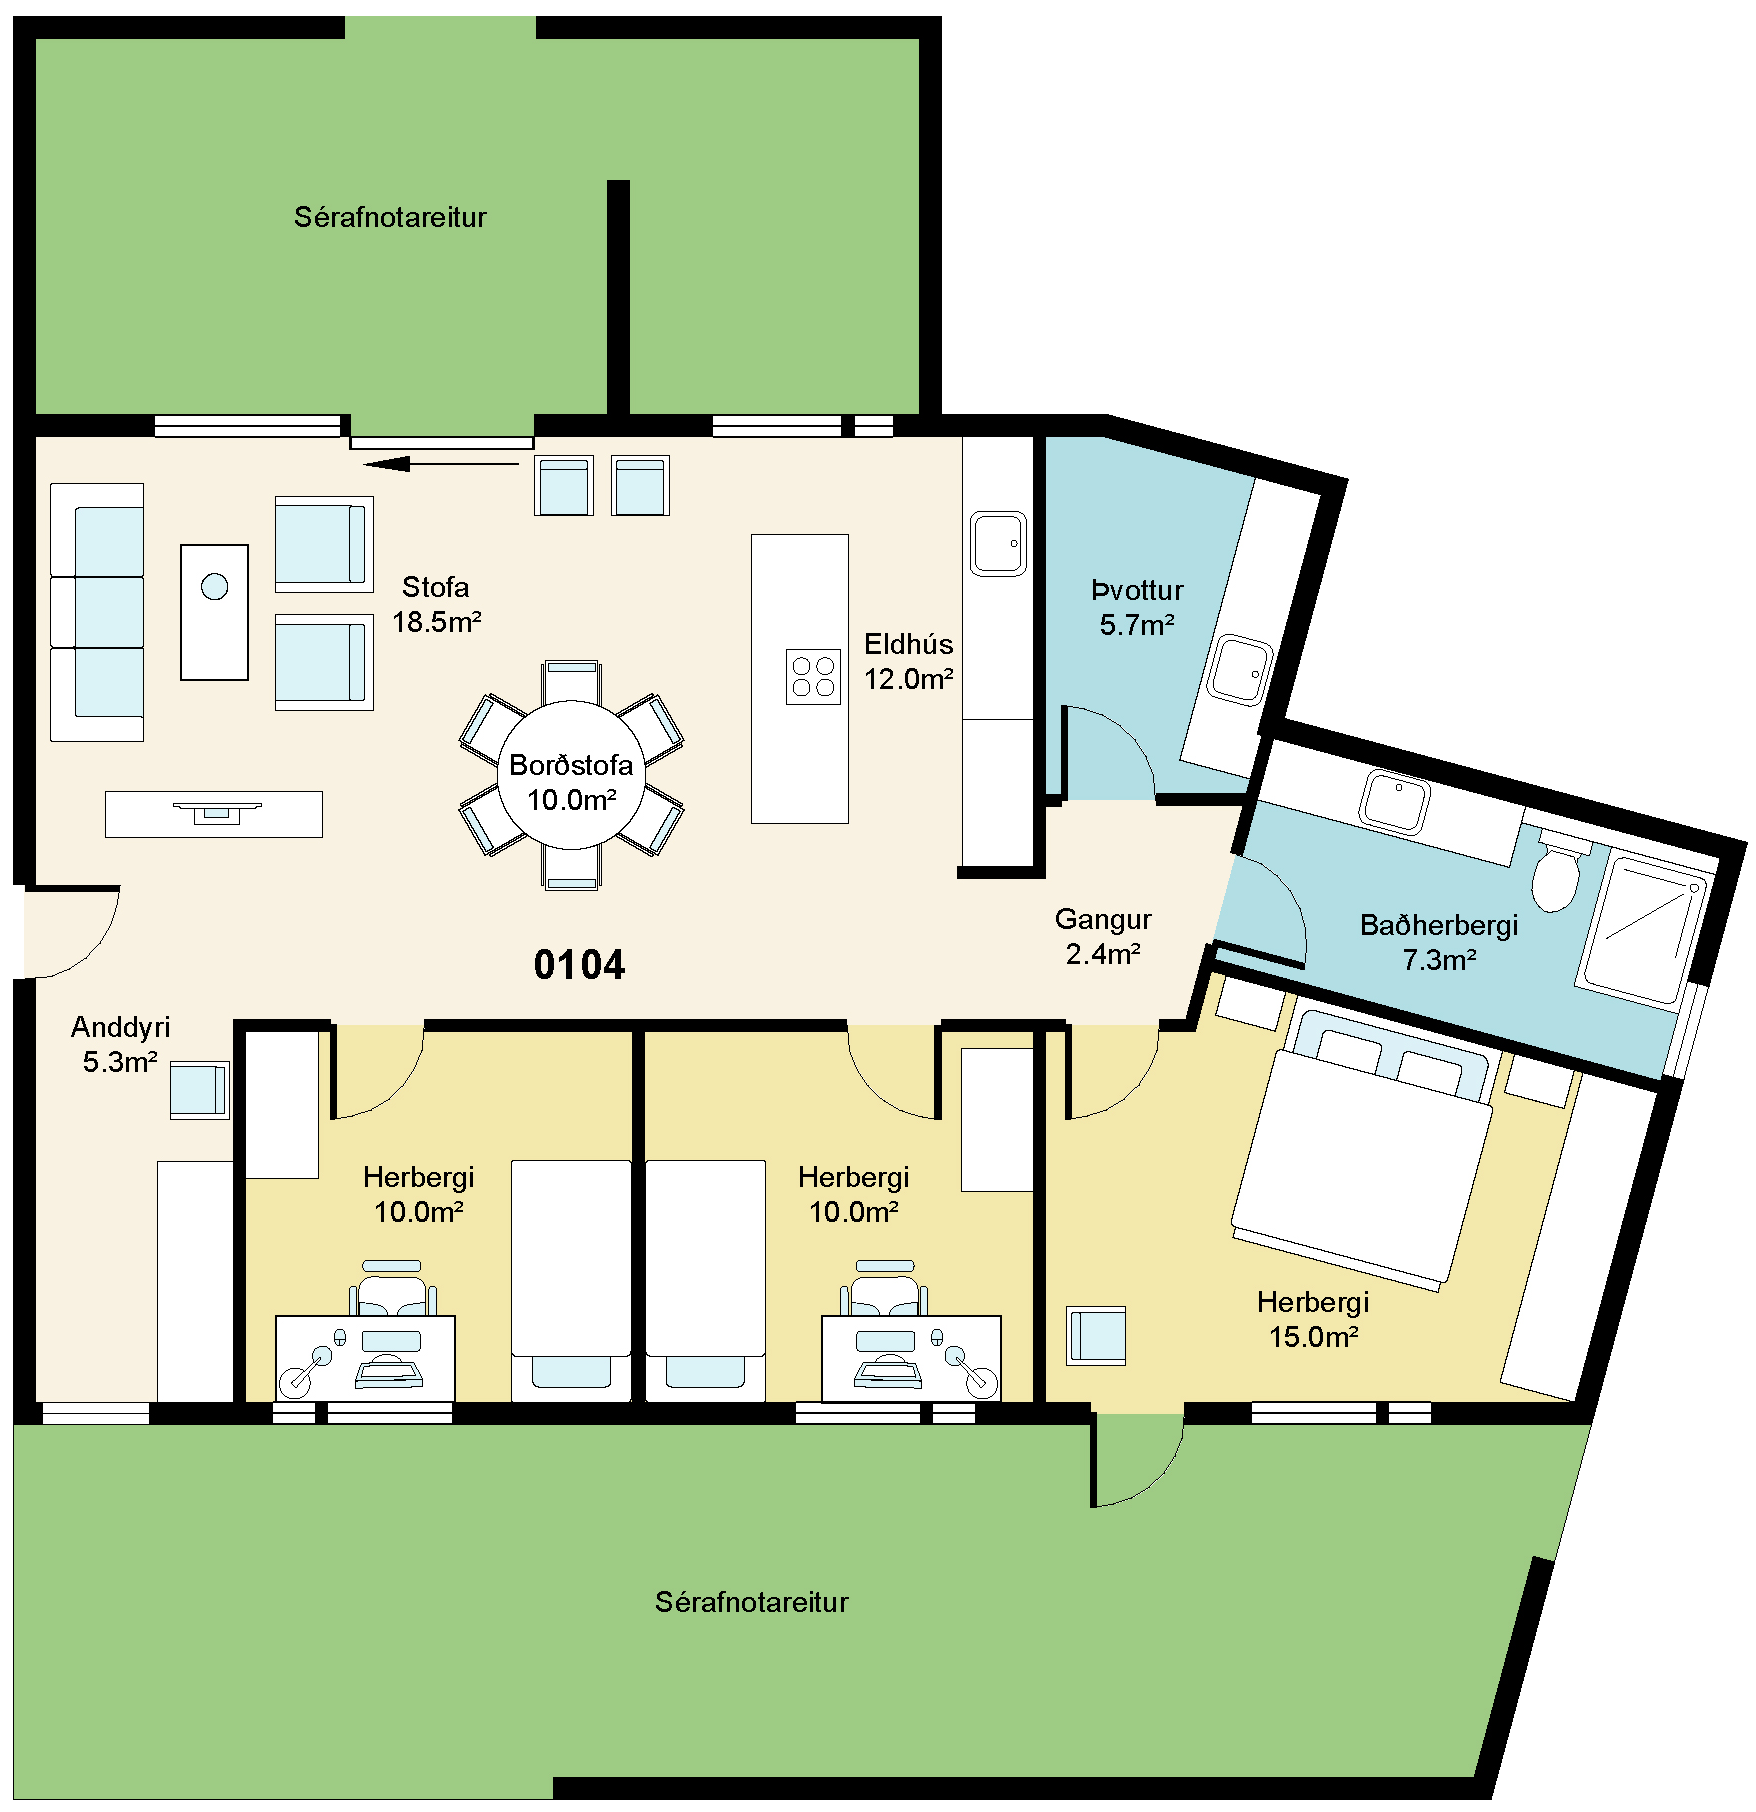 Sérafnotareitur
Stofa
18.5m²
Eldhús
12.0m²
Þvottur
5.7m²
Borðstofa
10.0m²
Gangur
2.4m²
Baðherbergi
7.3m²
0104
Anddyri
5.3m²
Herbergi
10.0m²
Herbergi
10.0m²
Herbergi
15.0m²
Sérafnotareitur